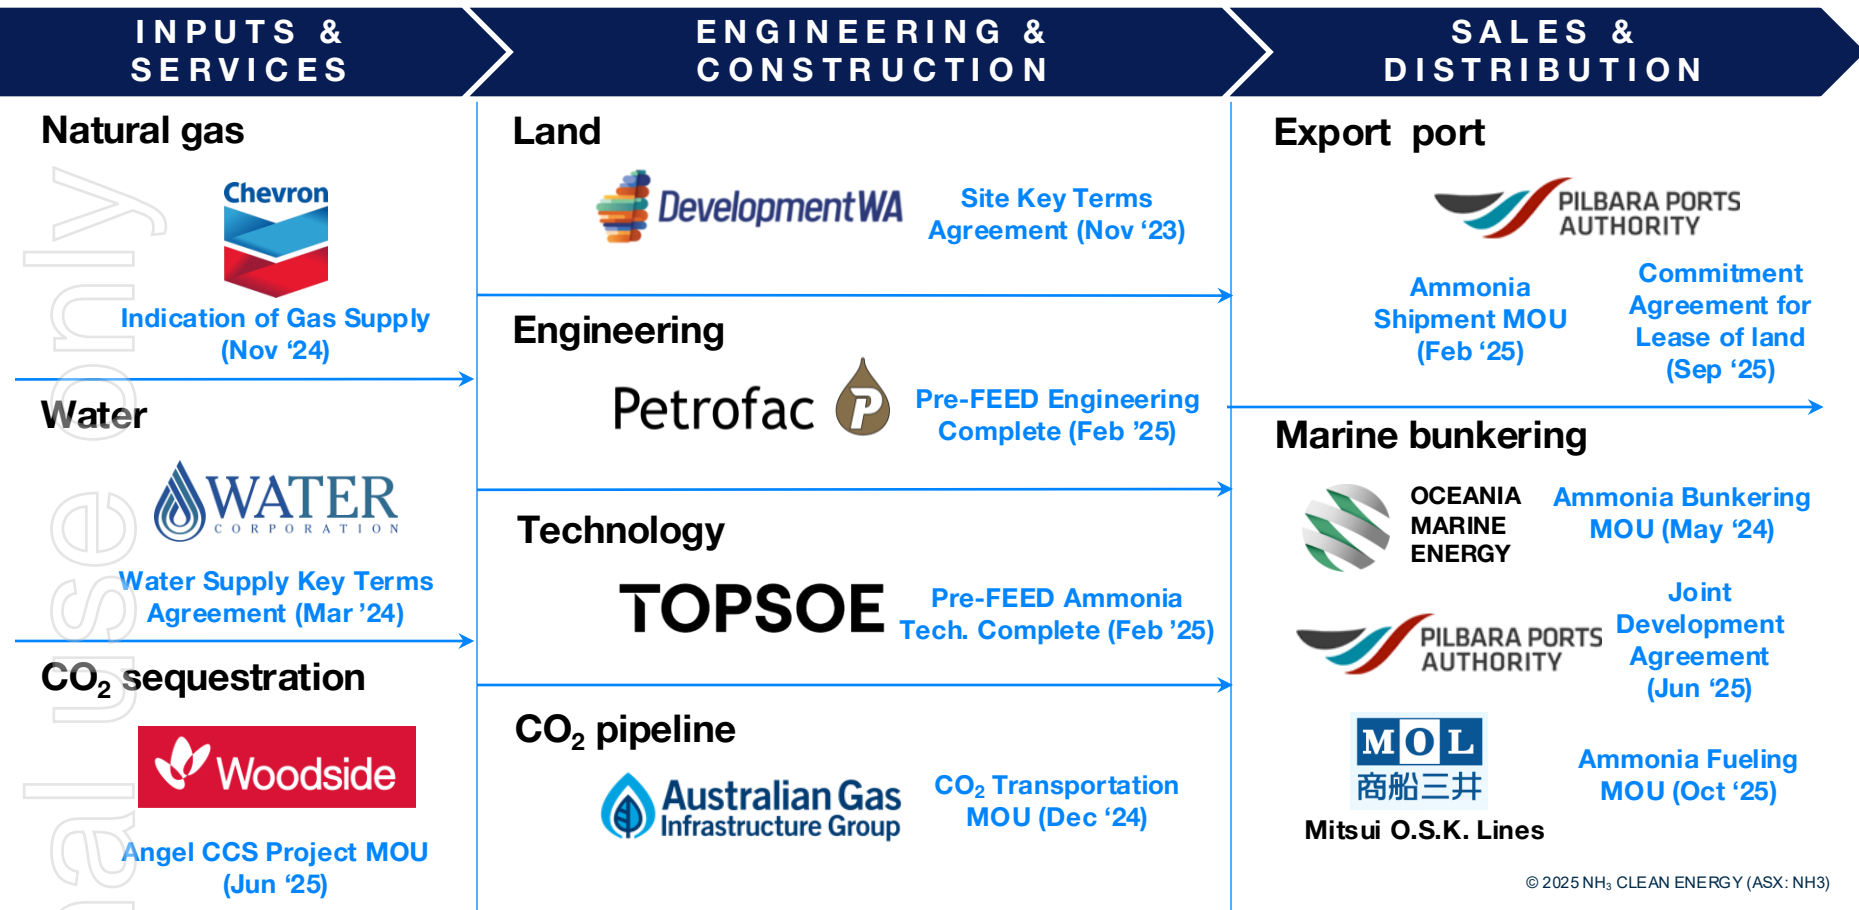 INPUTS &
SERVICES
ENGINEERING &
CONSTRUCTION
SALES &
DISTRIBUTION
Natural gas
Chevron
Indication of Gas Supply
(Nov ‘24)
Water
WATER
CORPORATION
Water Supply Key Terms
Agreement (Mar ’24)
CO₂ sequestration
Woodside
Angel CCS Project MOU
(Jun ‘25)
Land
DevelopmentWA
Site Key Terms
Agreement (Nov ‘23)
Engineering
Petrofac
P
Pre-FEED Engineering
Complete (Feb ’25)
Technology
TOPSOE
Pre-FEED Ammonia
Tech. Complete (Feb ’25)
CO₂ pipeline
Australian Gas
Infrastructure Group
CO₂ Transportation
MOU (Dec ‘24)
Export port
PILBARA PORTS
AUTHORITY
Ammonia
Shipment MOU
(Feb ‘25)
Commitment
Agreement for
Lease of land
(Sep ‘25)
Marine bunkering
OCEANIA
MARINE
ENERGY
Ammonia Bunkering
MOU (May ‘24)
PILBARA PORTS
AUTHORITY
Joint
Development
Agreement
(Jun ‘25)
MOL
商船三井
Mitsui O.S.K. Lines
Ammonia Fueling
MOU (Oct ‘25)
© 2025 NH₃ CLEAN ENERGY (ASX: NH3)
use only